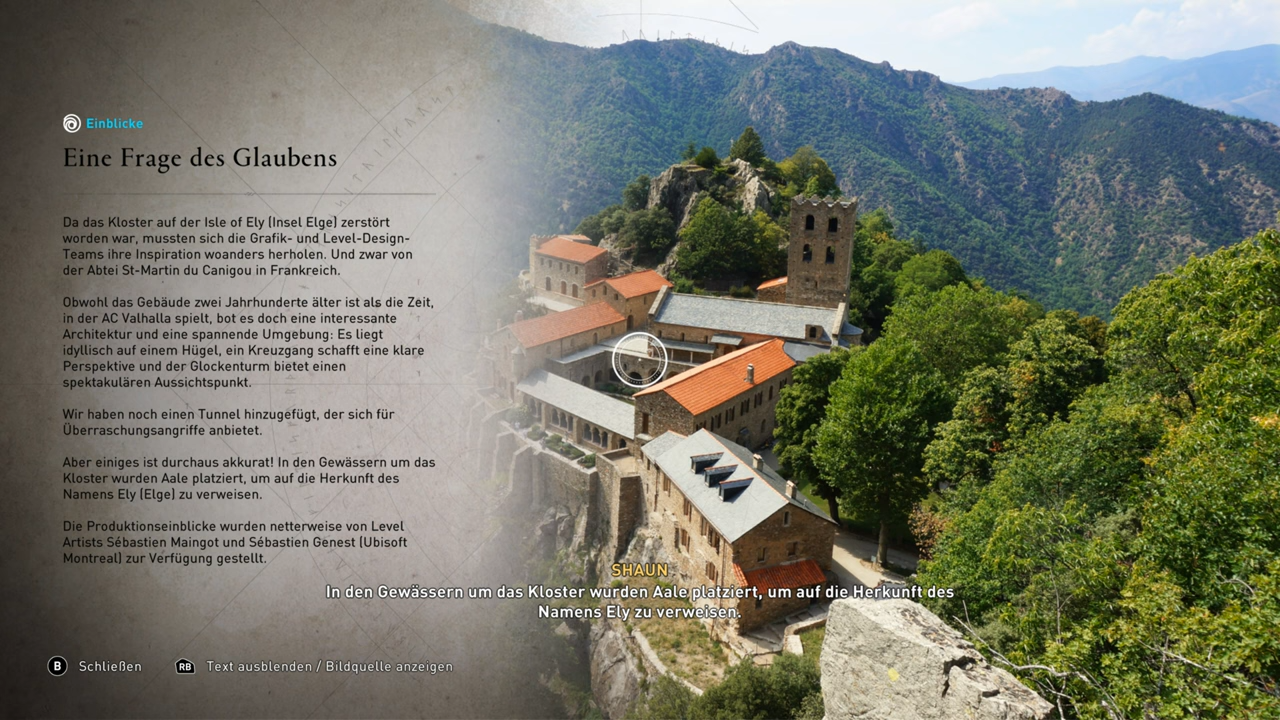 Einblicke
Eine Frage des Glaubens
Da das Kloster auf der Isle of Ely (Insel Elge) zerstört
worden war, mussten sich die Grafik- und Level-Design-
Teams ihre Inspiration woanders herholen. Und zwar von
der Abtei St-Martin du Canigou in Frankreich.
Obwohl das Gebäude zwei Jahrhunderte älter ist als die Zeit,
in der AC Valhalla spielt, bot es doch eine interessante
Architektur und eine spannende Umgebung: Es liegt
idyllisch auf einem Hügel, ein Kreuzgang schafft eine klare
Perspektive und der Glockenturm bietet einen
spektakulären Aussichtspunkt.
Wir haben noch einen Tunnel hinzugefügt, der sich für
Überraschungsangriffe anbietet.
Aber einiges ist durchaus akkurat! In den Gewässern um das
Kloster wurden Aale platziert, um auf die Herkunft des
Namens Ely (Elge) zu verweisen.
Die Produktionseinblicke wurden netterweise von Level
Artists Sébastien Maingot und Sébastien Genest (Ubisoft
Montreal) zur Verfügung gestellt.
SHAUN
In den Gewässern um das Kloster wurden Aale platziert, um auf die Herkunft des
Namens Ely zu verweisen.
B Schließen
RB Text ausblenden / Bildquelle anzeigen